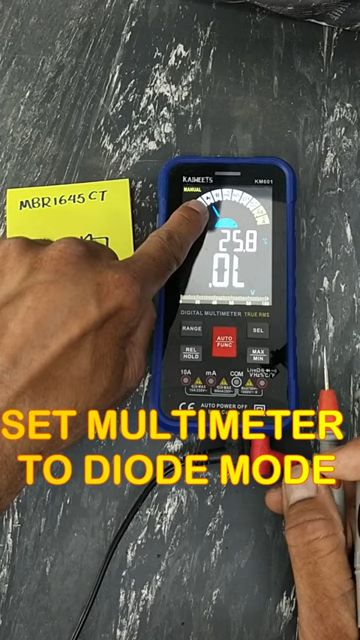 MBR1645CT
KAIWEETS
KM601
MANUAL
25.8
°C
0L
V
DIGITAL MULTIMETER TRUE RMS
RANGE
AUTO
FUNC
SEL
REL
HOLD
MAX
MIN
10A
mA
COM
CE AUTO POWER OFF
SET MULTIMETER
TO DIODE MODE